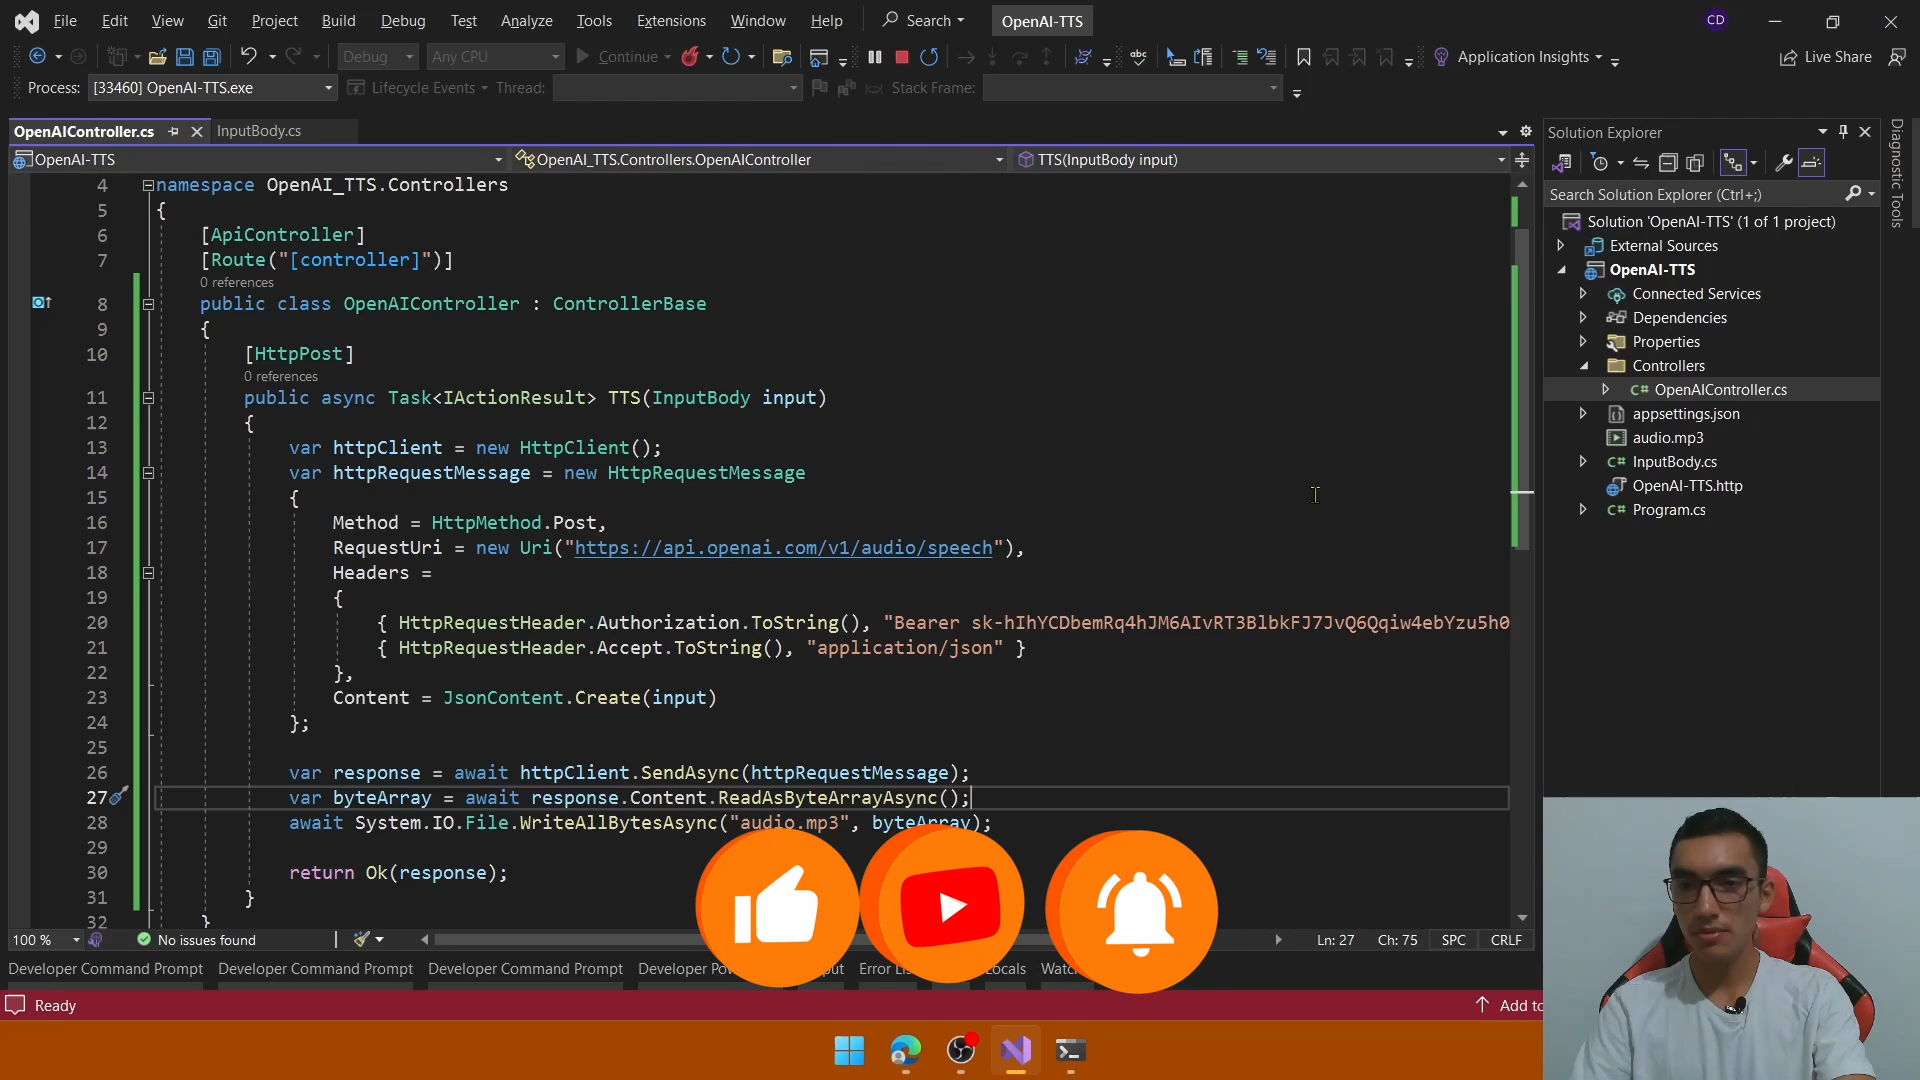 File Edit View Git Project Build Debug Test Analyze Tools Extensions Window Help Search OpenAI-TTS CD
Debug Any CPU Continue Application Insights Live Share
Process: [33460] OpenAI-TTS.exe Lifecycle Events Thread: Stack Frame:
OpenAIController.cs InputBody.cs
OpenAI-TTS OpenAI_TTS.Controllers.OpenAIController TTS(InputBody input)
4 namespace OpenAI_TTS.Controllers
5 {
6 [ApiController]
7 [Route("[controller]")]
0 references
8 public class OpenAIController : ControllerBase
9 {
10 [HttpPost]
0 references
11 public async Task<IActionResult> TTS(InputBody input)
12 {
13 var httpClient = new HttpClient();
14 var httpRequestMessage = new HttpRequestMessage
15 {
16 Method = HttpMethod.Post,
17 RequestUri = new Uri("https://api.openai.com/v1/audio/speech"),
18 Headers =
19 {
20 { HttpRequestHeader.Authorization.ToString(), "Bearer sk-hIhYCDbemRq4hJM6AIvRT3BlbkFJ7JvQ6Qqiw4ebYzu5h0
21 { HttpRequestHeader.Accept.ToString(), "application/json" }
22 },
23 Content = JsonContent.Create(input)
24 };
25
26 var response = await httpClient.SendAsync(httpRequestMessage);
27 var byteArray = await response.Content.ReadAsByteArrayAsync();
28 await System.IO.File.WriteAllBytesAsync("audio.mp3", byteArray);
29
30 return Ok(response);
31 }
32 }
100 % No issues found Ln: 27 Ch: 75 SPC CRLF
Developer Command Prompt Developer Command Prompt Developer Command Prompt Developer Error Locals
Ready Add to
Solution Explorer
Search Solution Explorer (Ctrl+;)
Solution 'OpenAI-TTS' (1 of 1 project)
External Sources
OpenAI-TTS
Connected Services
Dependencies
Properties
Controllers
C# OpenAIController.cs
appsettings.json
audio.mp3
C# InputBody.cs
OpenAI-TTS.http
C# Program.cs
Diagnostic Tools